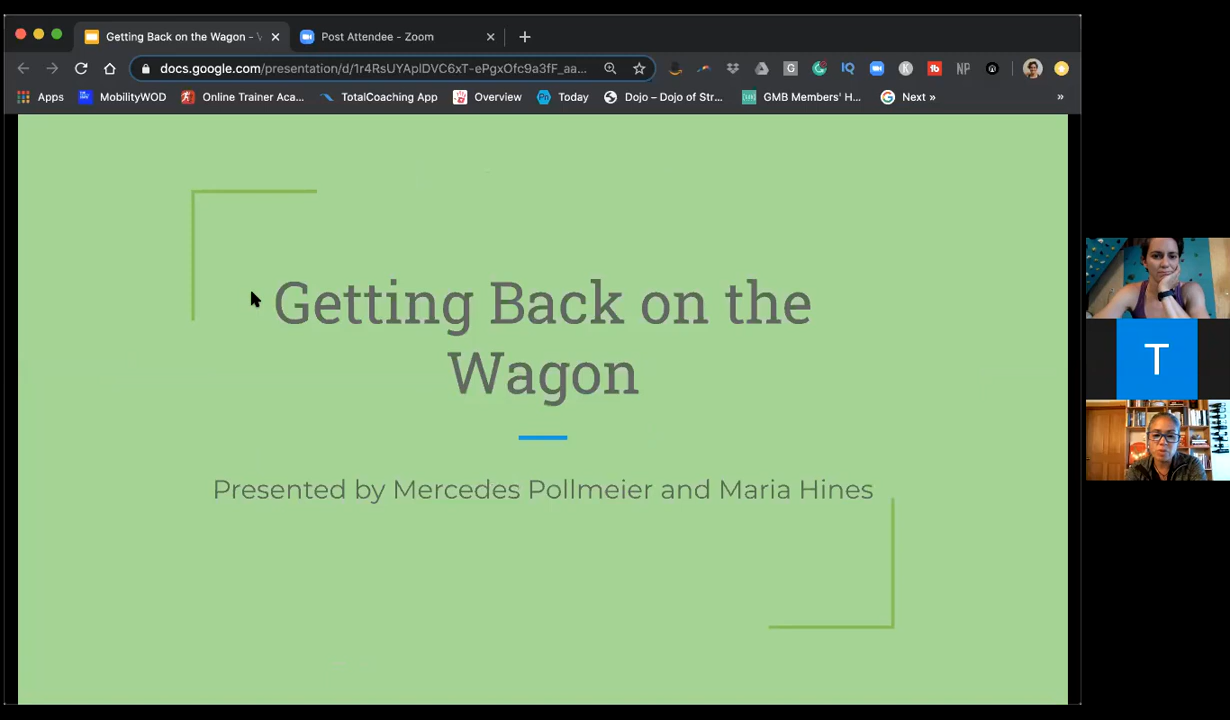 Getting Back on the Wagon - V
Post Attendee - Zoom
docs.google.com/presentation/d/1r4RsUYAplDVC6xT-ePgxOfc9a3fF_aa...
Apps MobilityWOD Online Trainer Aca... TotalCoaching App Overview Today Dojo – Dojo of Str... GMB Members' H... Next »
»
G IQ K NP
Getting Back on the
Wagon
Presented by Mercedes Pollmeier and Maria Hines
T